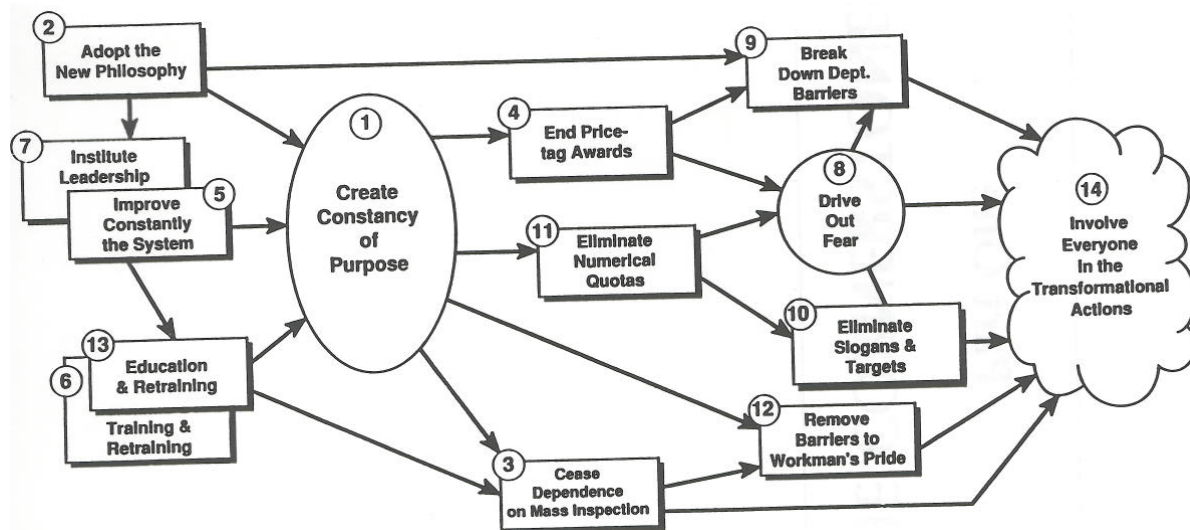 2
Adopt the
New Philosophy
9
Break
Down Dept.
Barriers
1
Create
Constancy
of
Purpose
4
End Price-
tag Awards
7
Institute
Leadership
5
Improve
Constantly
the System
8
Drive
Out
Fear
14
Involve
Everyone
In the
Transformational
Actions
11
Eliminate
Numerical
Quotas
10
Eliminate
Slogans &
Targets
13
Education
& Retraining
6
Training &
Retraining
12
Remove
Barriers to
Workman's Pride
3
Cease
Dependence
on Mass Inspection